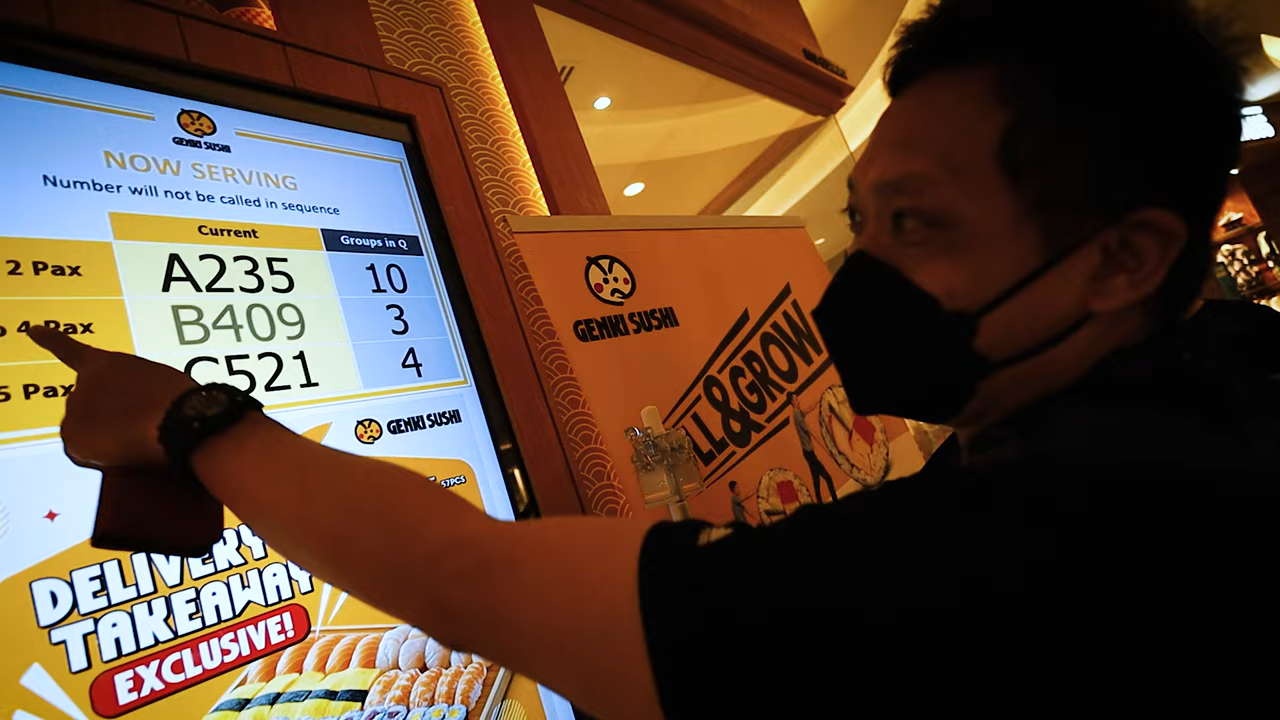 GENKI SUSHI
NOW SERVING
Number will not be called in sequence
Current Groups in Q
2 Pax A235 10
4 Pax B409 3
5 Pax C521 4
GENKI SUSHI
57PCS
DELIVERY
TAKEAWAY
EXCLUSIVE!
GENKI SUSHI
LL&GROW